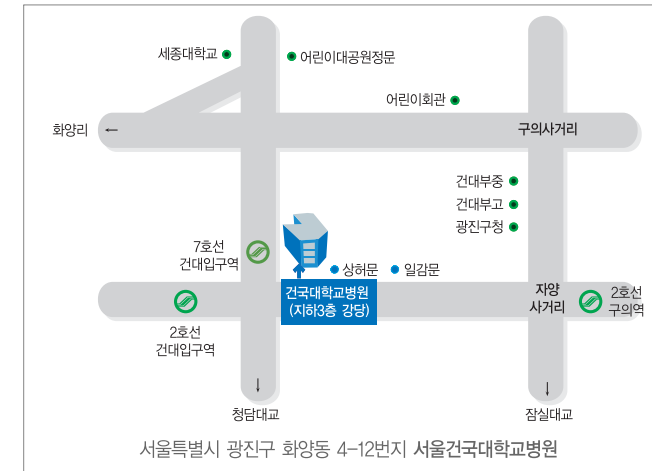 세종대학교
어린이대공원정문
어린이회관
화양리
구의사거리
건대부중
건대부고
광진구청
7호선
건대입구역
상허문
일감문
건국대학교병원
(지하3층 강당)
자양
사거리
2호선
구의역
2호선
건대입구역
청담대교
잠실대교
서울특별시 광진구 화양동 4-12번지 서울건국대학교병원